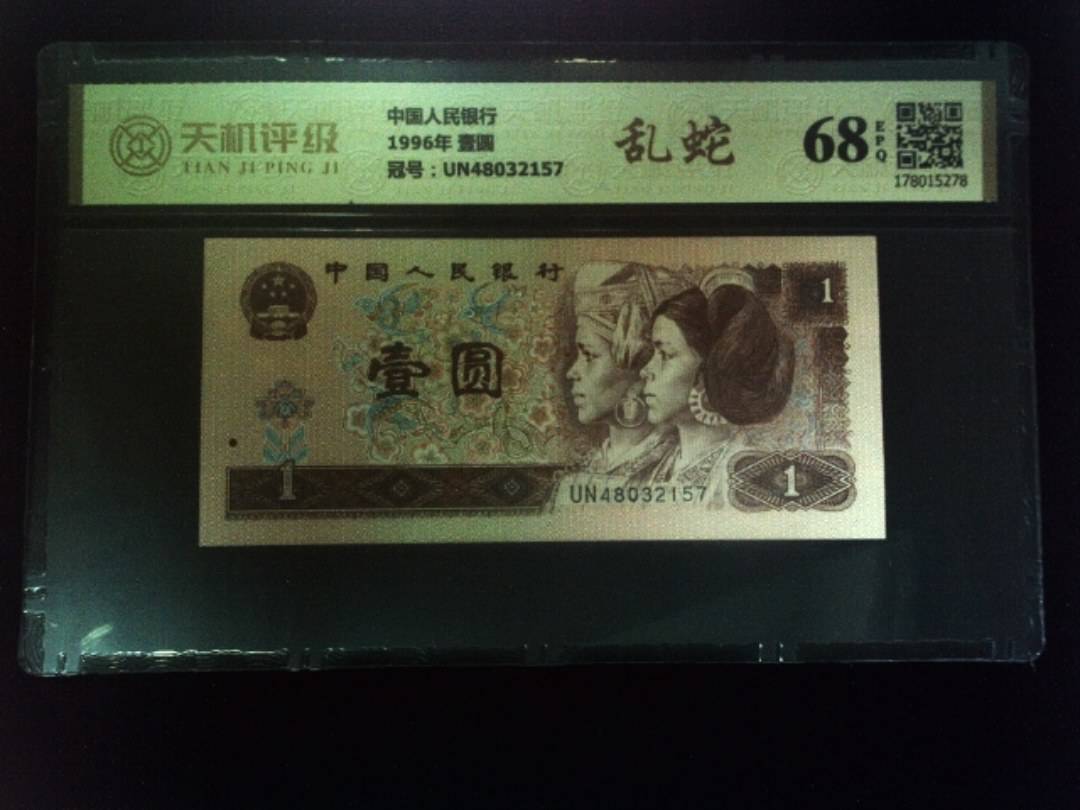 天机评级
TIAN JI PING JI
中国人民银行
1996年 壹圆
冠号：UN48032157
乱蛇
68
EPQ
178015278
中国人民银行
1
壹圆
1
UN48032157
1